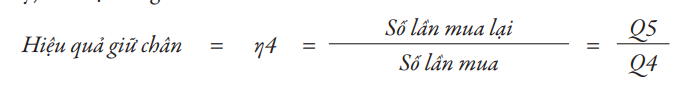 Hiệu quả giữ chân = η4 = Số lần mua lại / Số lần mua = Q5 / Q4